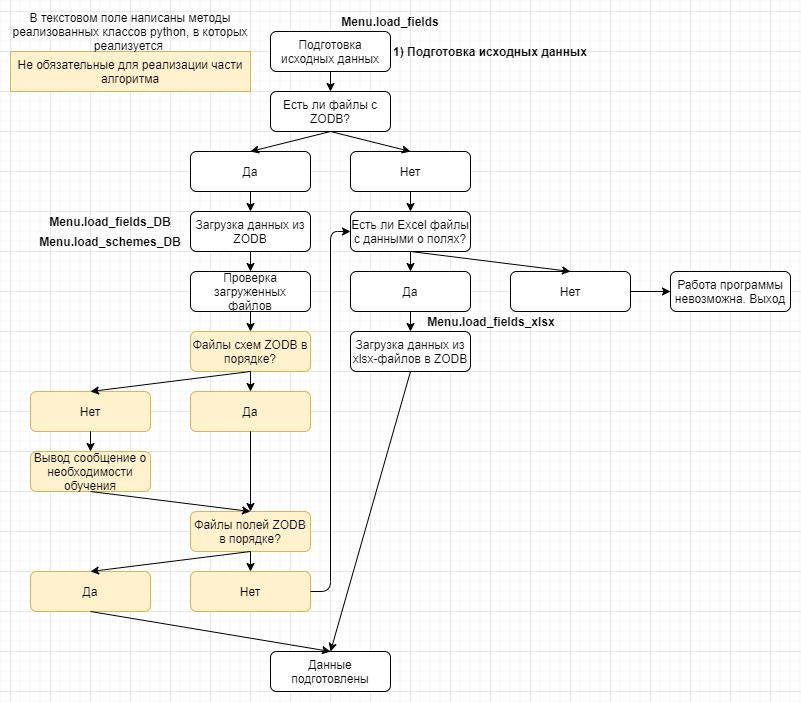 В текстовом поле написаны методы
реализованных классов python, в которых
реализуется
Не обязательные для реализации части
алгоритма
Menu.load_fields
Подготовка
исходных данных
1) Подготовка исходных данных
Есть ли файлы с
ZODB?
Да
Нет
Menu.load_fields_DB
Menu.load_schemes_DB
Загрузка данных из
ZODB
Есть ли Excel файлы
с данными о полях?
Проверка
загруженных
файлов
Да
Нет
Работа программы
невозможна. Выход
Menu.load_fields_xlsx
Файлы схем ZODB в
порядке?
Загрузка данных из
xlsx-файлов в ZODB
Нет
Да
Вывод сообщение о
необходимости
обучения
Файлы полей ZODB
в порядке?
Да
Нет
Данные
подготовлены